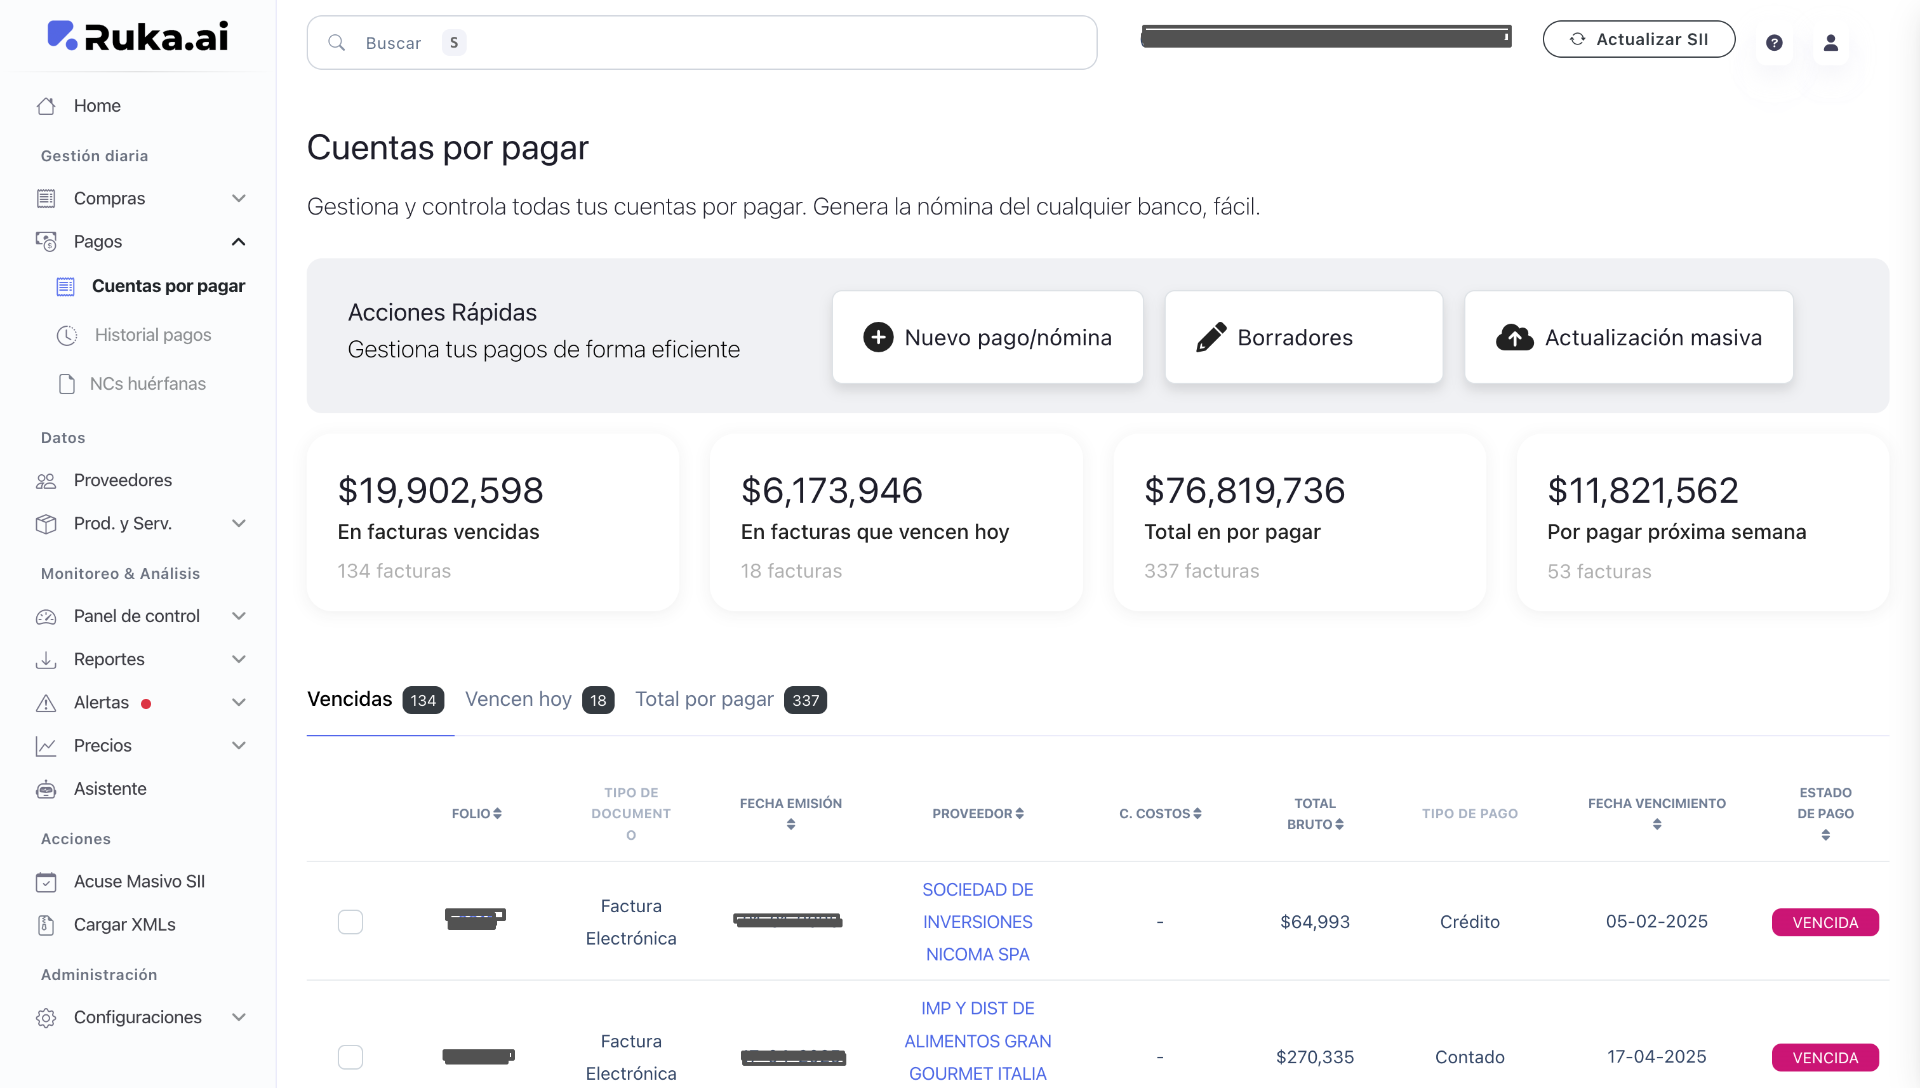 Ruka.ai
Buscar S
Actualizar SII
Home
Gestión diaria
Compras
Pagos
Cuentas por pagar
Historial pagos
NCs huérfanas
Datos
Proveedores
Prod. y Serv.
Monitoreo & Análisis
Panel de control
Reportes
Alertas
Precios
Asistente
Acciones
Acuse Masivo SII
Cargar XMLs
Administración
Configuraciones
Cuentas por pagar
Gestiona y controla todas tus cuentas por pagar. Genera la nómina del cualquier banco, fácil.
Acciones Rápidas
Gestiona tus pagos de forma eficiente
Nuevo pago/nómina
Borradores
Actualización masiva
$19,902,598
En facturas vencidas
134 facturas
$6,173,946
En facturas que vencen hoy
18 facturas
$76,819,736
Total en por pagar
337 facturas
$11,821,562
Por pagar próxima semana
53 facturas
Vencidas 134 Vencen hoy 18 Total por pagar 337
FOLIO
TIPO DE
DOCUMENT
O
FECHA EMISIÓN
PROVEEDOR
C. COSTOS
TOTAL
BRUTO
TIPO DE PAGO
FECHA VENCIMIENTO
ESTADO
DE PAGO
Factura
Electrónica
SOCIEDAD DE
INVERSIONES
NICOMA SPA
-
$64,993
Crédito
05-02-2025
VENCIDA
Factura
Electrónica
IMP Y DIST DE
ALIMENTOS GRAN
GOURMET ITALIA
-
$270,335
Contado
17-04-2025
VENCIDA